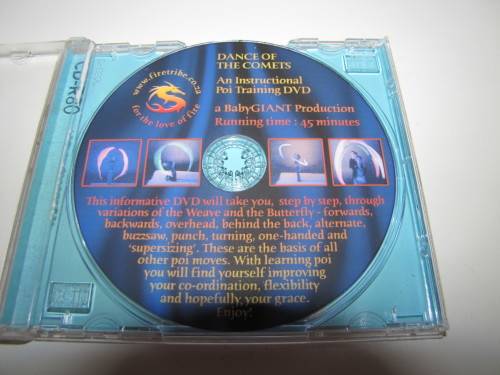 DANCE OF
THE COMETS
An Instructional
Poi Training DVD
a BabyGIANT Production
Running time : 45 minutes
www.firetribe.co.za
for the love of fire
This informative DVD will take you, step by step, through
variations of the Weave and the Butterfly - forwards,
backwards, overhead, behind the back, alternate,
buzzsaw, punch, turning, one-handed and
'supersizing'. These are the basis of all
other poi moves. With learning poi
you will find yourself improving
your co-ordination, flexibility
and hopefully, your grace.
Enjoy!
CD-R80